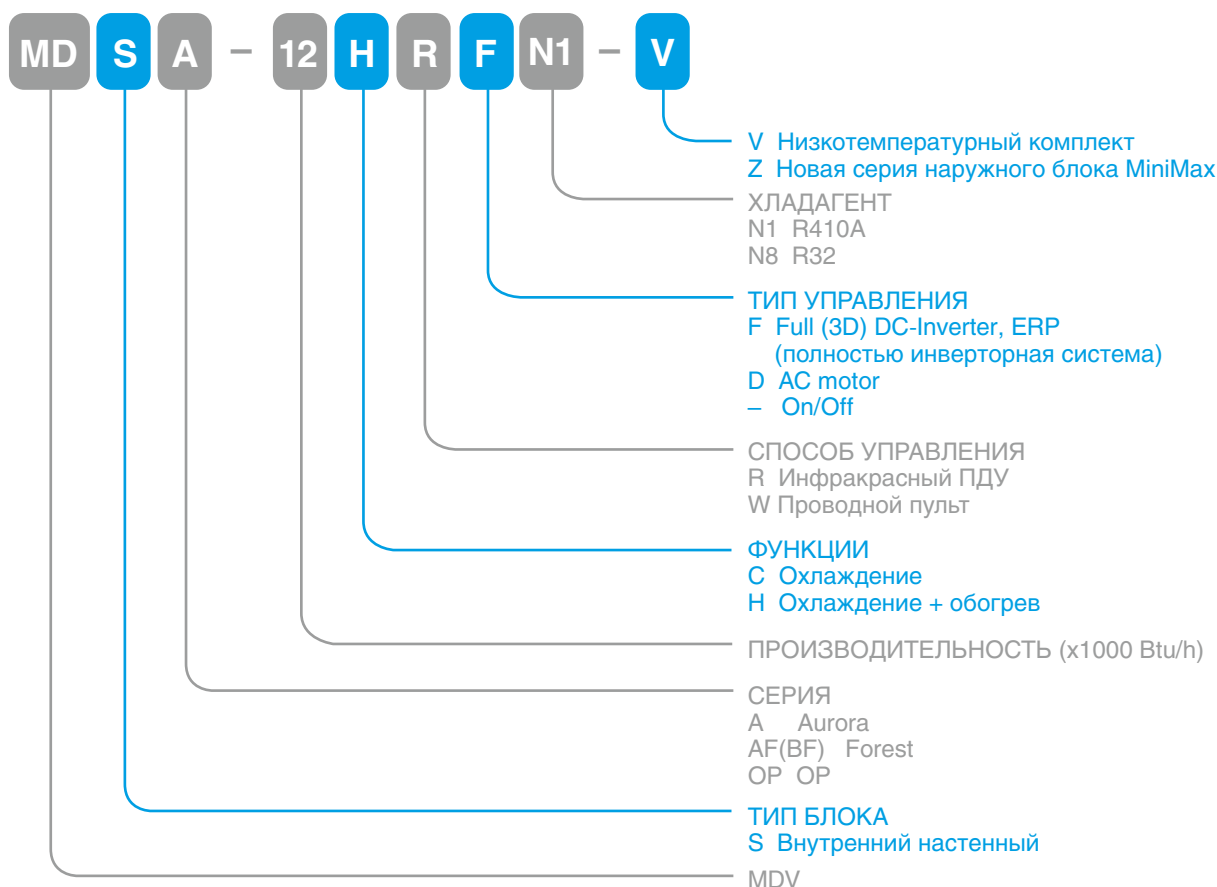 MD S A – 12 H R F N1 – V
V Низкотемпературный комплект
Z Новая серия наружного блока MiniMax
ХЛАДАГЕНТ
N1 R410A
N8 R32
ТИП УПРАВЛЕНИЯ
F Full (3D) DC-Inverter, ERP
(полностью инверторная система)
D AC motor
– On/Off
СПОСОБ УПРАВЛЕНИЯ
R Инфракрасный ПДУ
W Проводной пульт
ФУНКЦИИ
C Охлаждение
H Охлаждение + обогрев
ПРОИЗВОДИТЕЛЬНОСТЬ (x1000 Btu/h)
СЕРИЯ
A Aurora
AF(BF) Forest
OP OP
ТИП БЛОКА
S Внутренний настенный
MDV